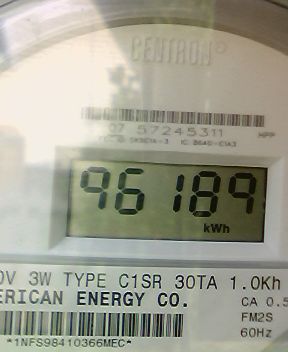 CENTRON®
07 57245311 MPP
96189
kWh
0V 3W TYPE C1SR 30TA 1.0Kh
ERICAN ENERGY CO.
CA 0.5
FM2S
60Hz
*1NFS98410366MEC*